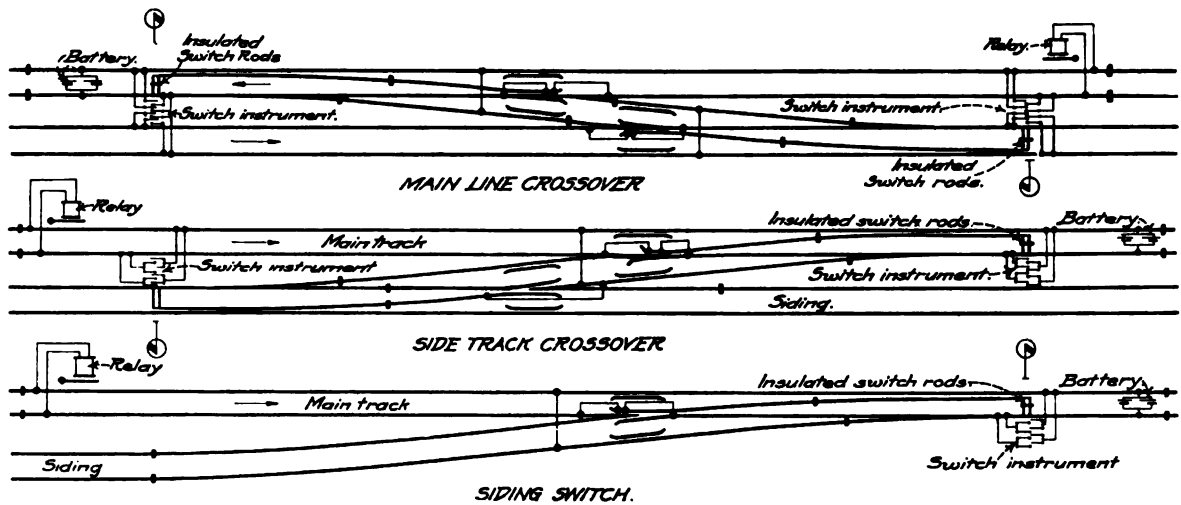 Insulated
Switch Rods
Battery.
Relay
Switch instrument.
Switch instrument.
Insulated
Switch rods.
MAIN LINE CROSSOVER
Relay
Insulated switch rods
Battery
Main track
Switch instrument
Switch instrument.
Siding.
SIDE TRACK CROSSOVER
Relay
Insulated switch rods
Battery
Main track
Siding
Switch instrument
SIDING SWITCH.